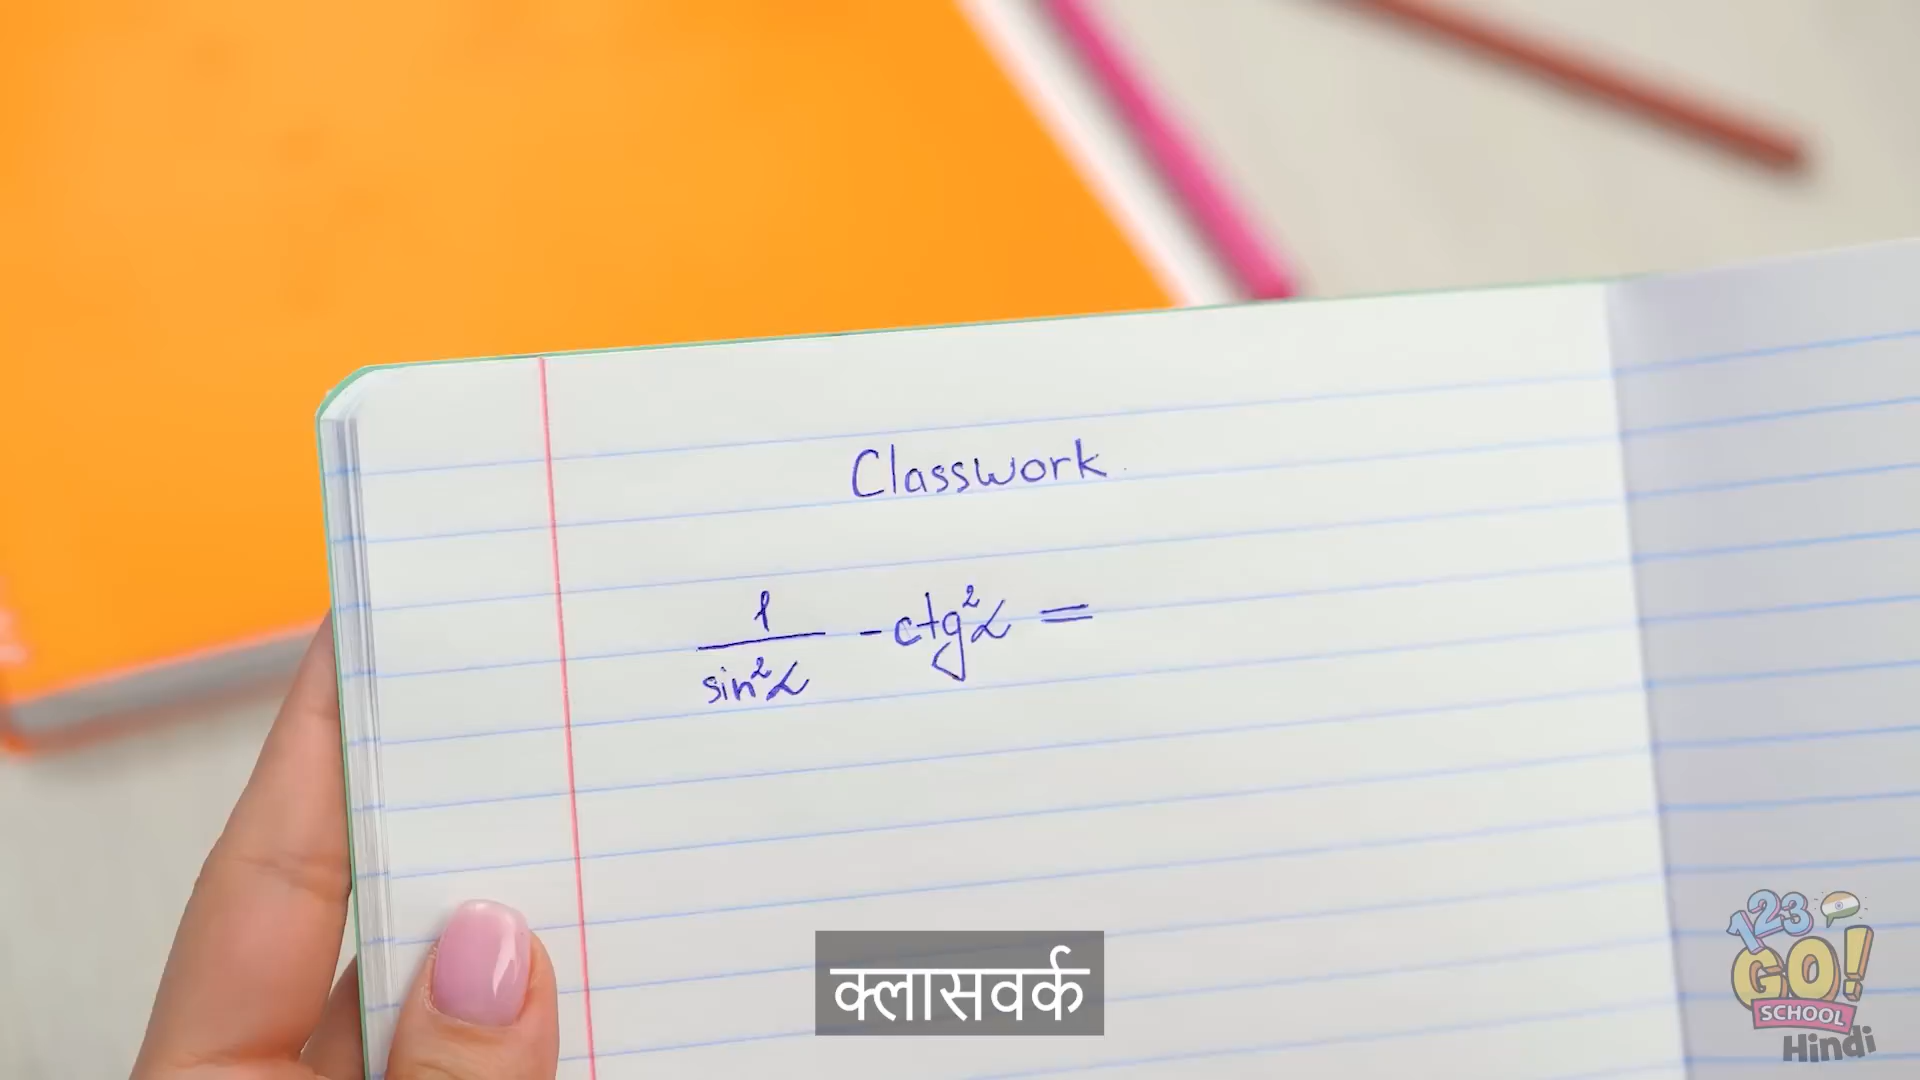 Classwork
1
sin²α - ctg²α =
क्लासवर्क
123
GO!
SCHOOL
Hindi